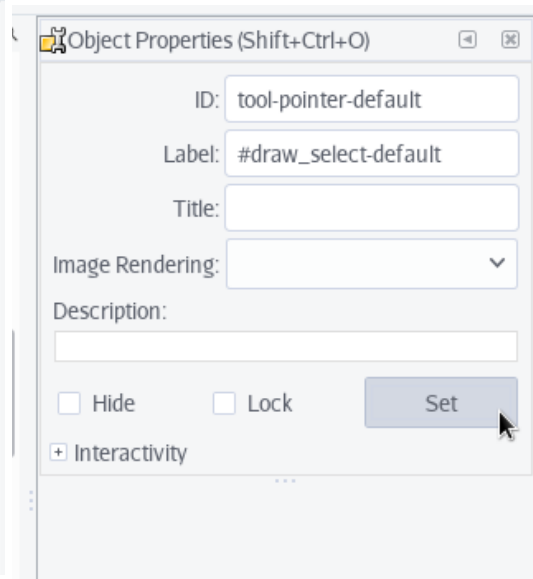 Object Properties (Shift+Ctrl+O)
ID: tool-pointer-default
Label: #draw_select-default
Title:
Image Rendering:
Description:
Hide Lock Set
Interactivity